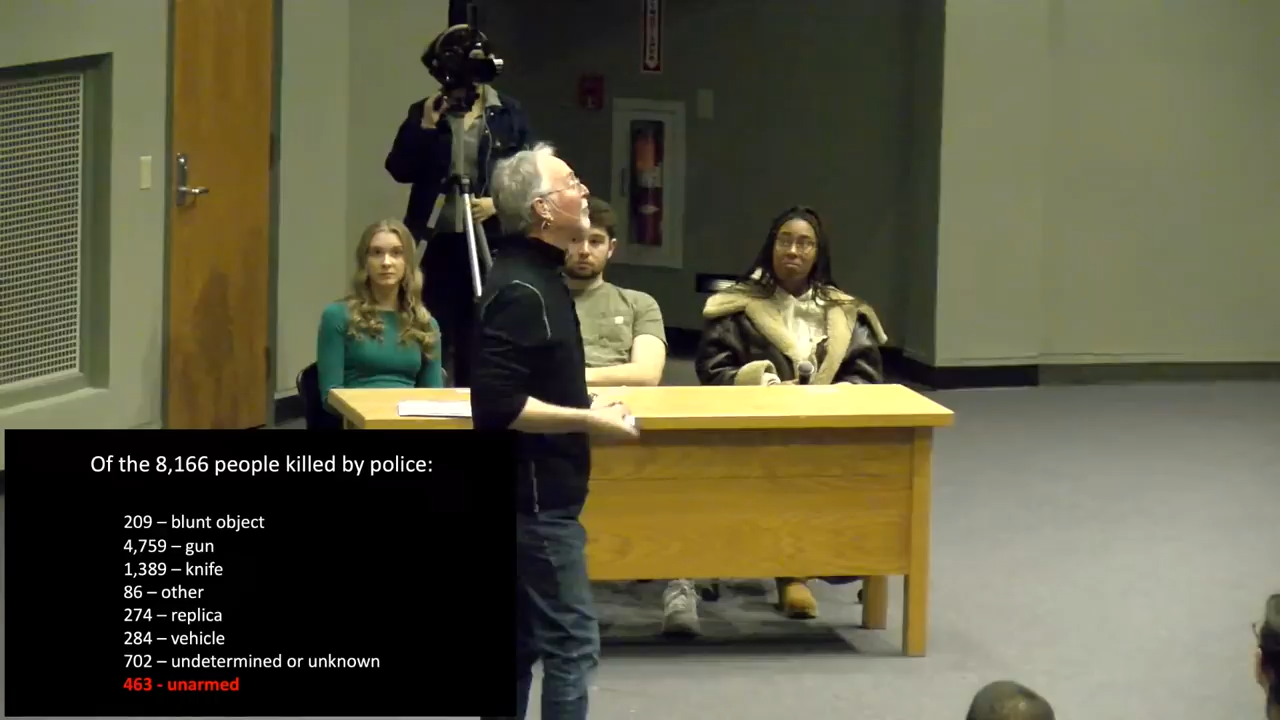 Of the 8,166 people killed by police:
209 – blunt object
4,759 – gun
1,389 – knife
86 – other
274 – replica
284 – vehicle
702 – undetermined or unknown
463 - unarmed